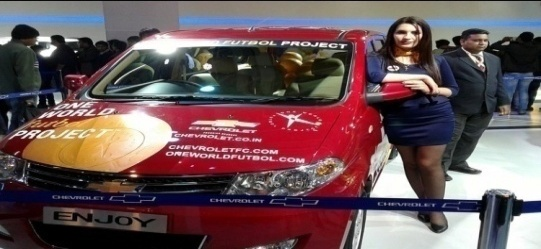 FUTBOL PROJECT
ONE
WORLD
PROJECT
CHEVROLET
CHEVROLET.CO.IN
CHEVROLETFC.COM
ONEWORLDFUTBOL.COM
CHEVROLET
CHEVROLET
CHEVROLET
ENJOY